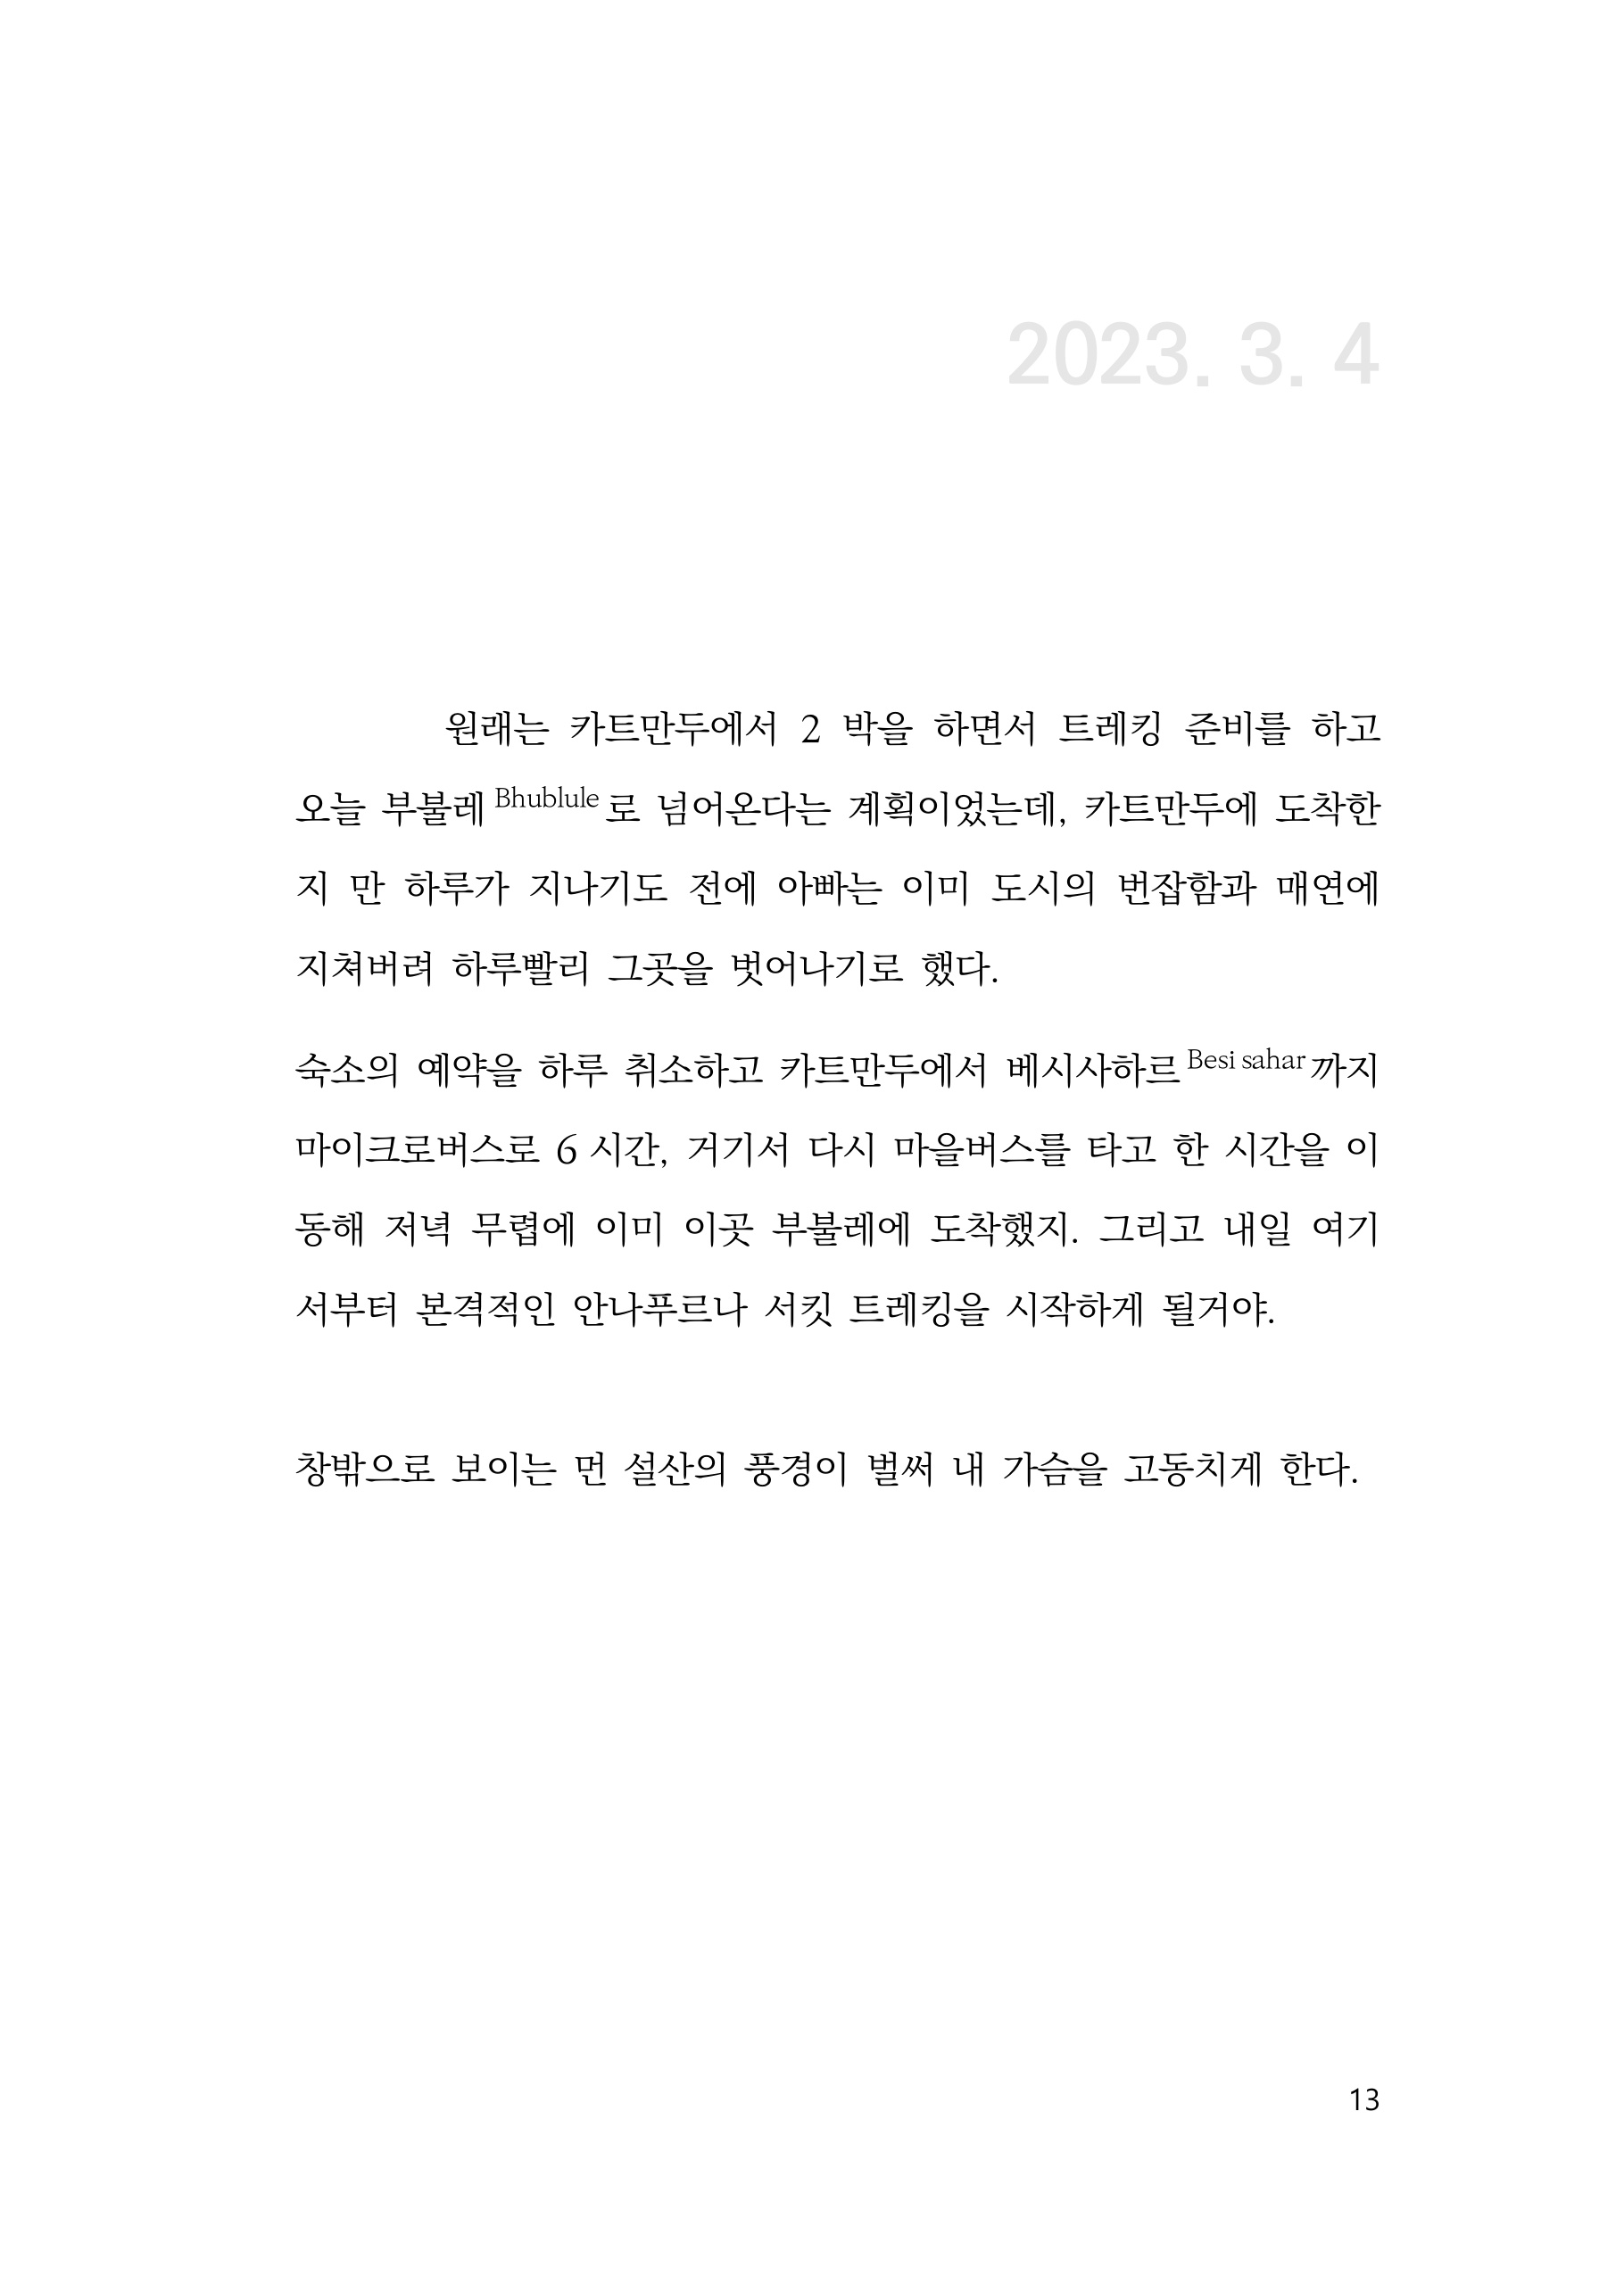 2023. 3. 4
원래는 카트만두에서 2 박을 하면서 트레킹 준비를 하고
오늘 부불레 Bhublule 로 넘어온다는 계획이었는데, 카트만두에 도착한
지 만 하루가 지나기도 전에 아빠는 이미 도시의 번잡함과 매연에
지쳐버려 하루빨리 그곳을 벗어나기로 했다.
숙소의 예약을 하루 취소하고 카트만두에서 베시사하르 Besi sahar 까지
마이크로버스로 6 시간, 거기서 다시 마을버스를 타고 한 시간을 이
동해 저녁 무렵에 이미 이곳 부불레에 도착했지. 그리고 내일 여기
서부터 본격적인 안나푸르나 서킷 트레킹을 시작하게 될거야.
창밖으로 보이는 먼 설산의 풍경이 벌써 내 가슴을 고동치게 한다.
13